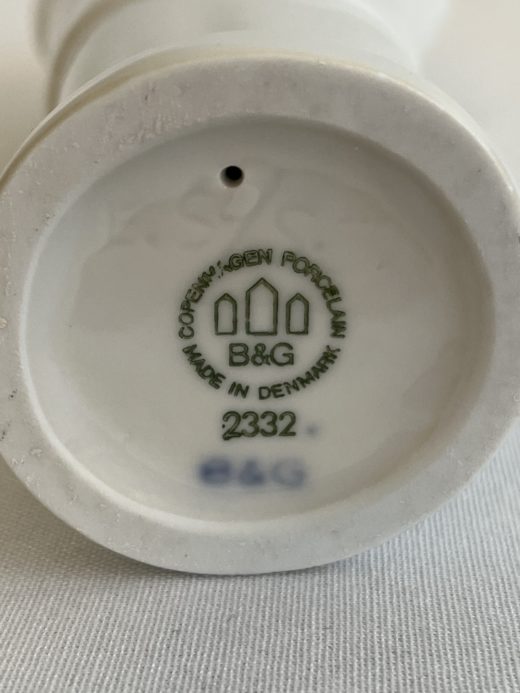 COPENHAGEN PORCELAIN
B&G
MADE IN DENMARK
2332
B&G